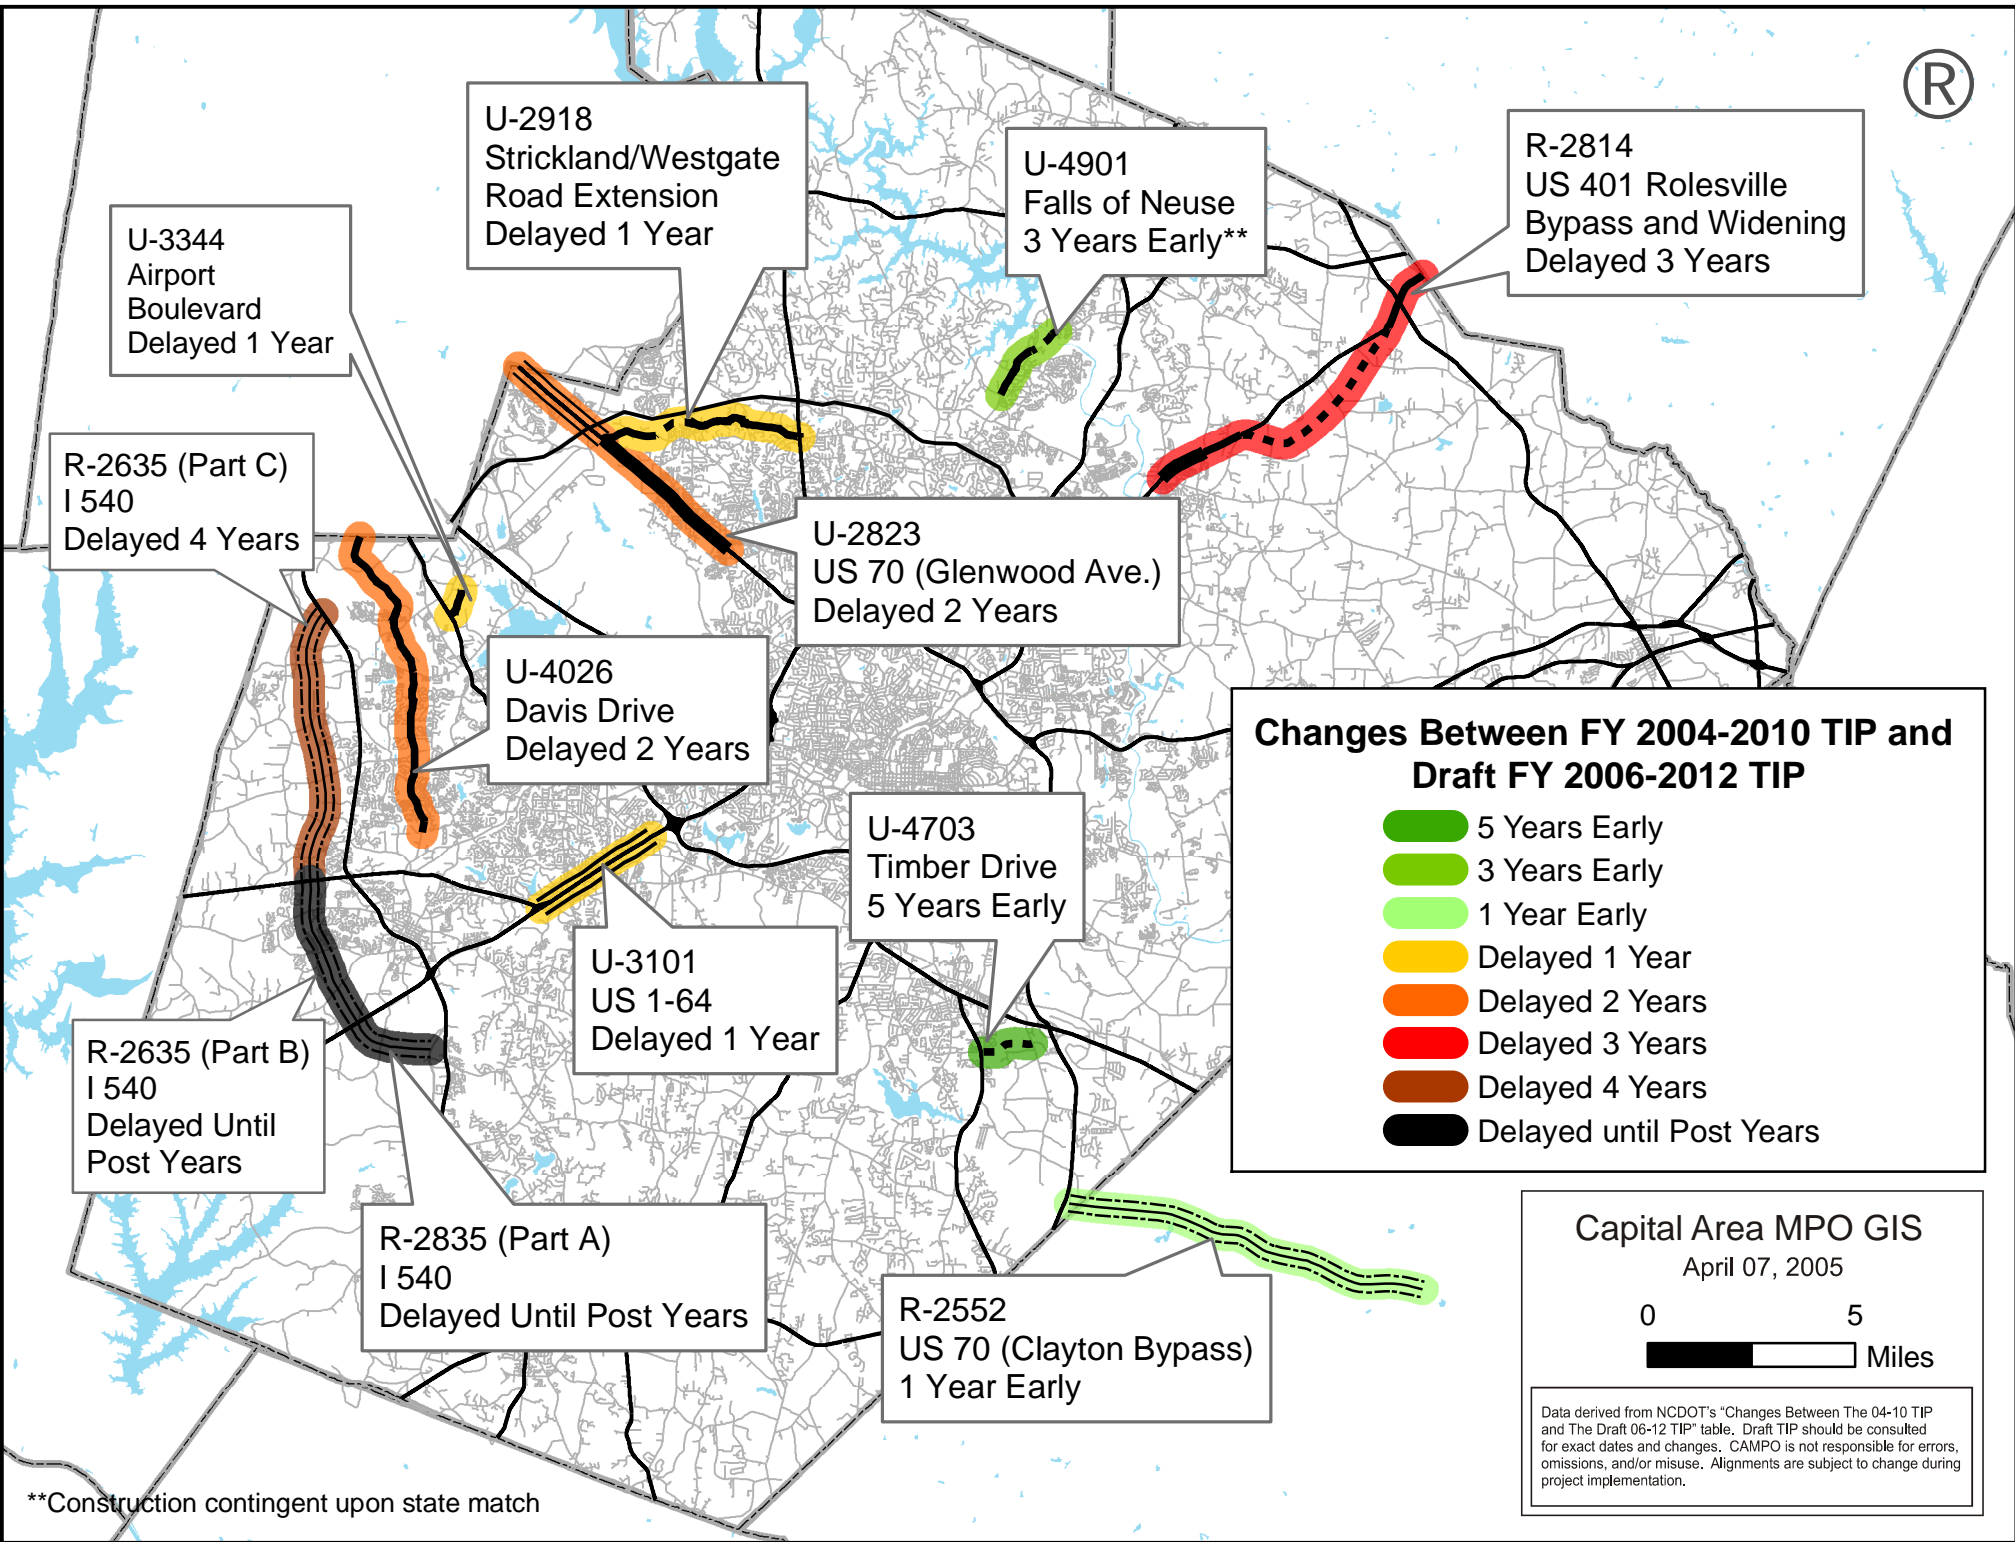 ®
U-2918
Strickland/Westgate
Road Extension
Delayed 1 Year
U-4901
Falls of Neuse
3 Years Early**
R-2814
US 401 Rolesville
Bypass and Widening
Delayed 3 Years
U-3344
Airport
Boulevard
Delayed 1 Year
R-2635 (Part C)
I 540
Delayed 4 Years
U-2823
US 70 (Glenwood Ave.)
Delayed 2 Years
U-4026
Davis Drive
Delayed 2 Years
U-4703
Timber Drive
5 Years Early
U-3101
US 1-64
Delayed 1 Year
R-2635 (Part B)
I 540
Delayed Until
Post Years
R-2835 (Part A)
I 540
Delayed Until Post Years
R-2552
US 70 (Clayton Bypass)
1 Year Early
Changes Between FY 2004-2010 TIP and
Draft FY 2006-2012 TIP
5 Years Early
3 Years Early
1 Year Early
Delayed 1 Year
Delayed 2 Years
Delayed 3 Years
Delayed 4 Years
Delayed until Post Years
Capital Area MPO GIS
April 07, 2005
0 5
Miles
Data derived from NCDOT's "Changes Between The 04-10 TIP
and The Draft 06-12 TIP" table. Draft TIP should be consulted
for exact dates and changes. CAMPO is not responsible for errors,
omissions, and/or misuse. Alignments are subject to change during
project implementation.
**Construction contingent upon state match